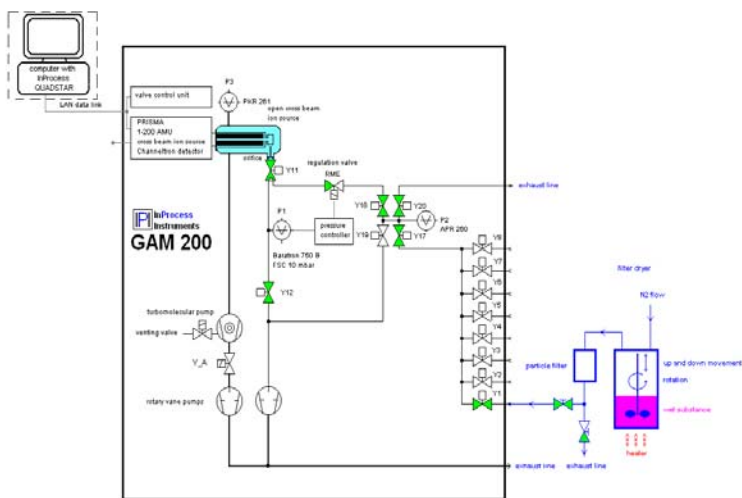 computer with
InProcess
QUADSTAR
LAN data link
valve control unit
PRISMA
1-200 AMU
cross beam ion source
Channeltron detector
P3
PKR 261
open cross beam
ion source
orifice
Y11
regulation valve
RME
exhaust line
Y18
Y20
P1
pressure
controller
Y19
Y17
P2
APR 260
IPI
InProcess
Instruments
GAM 200
Baratron 750 B
FSC 10 mbar
Y12
Y7
Y6
Y5
Y4
Y3
Y2
Y1
turbomolecular pump
venting valve
Y_A
rotary vane pumps
filter dryer
N2 flow
particle filter
up and down movement
rotation
wet substance
heater
exhaust line
exhaust line